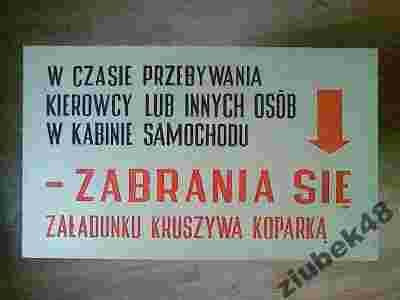 W CZASIE PRZEBYWANIA
KIEROWCY LUB INNYCH OSÓB
W KABINIE SAMOCHODU
- ZABRANIA SIĘ
ZAŁADUNKU KRUSZYWA KOPARKĄ
ziubek48